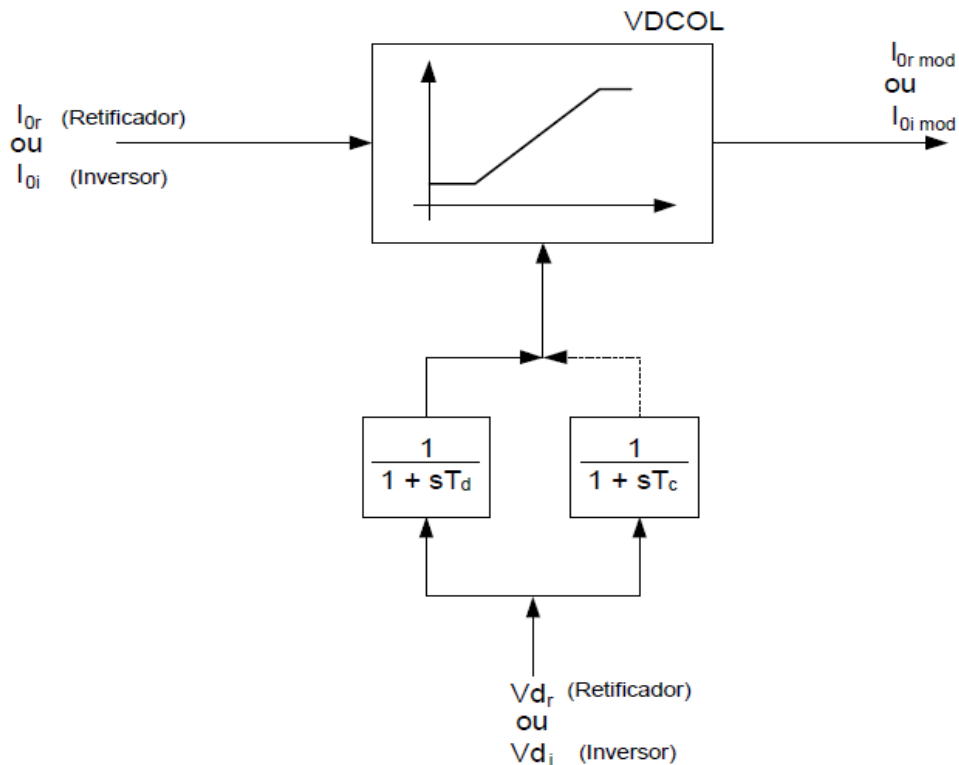 VDCOL
I0r (Retificador)
ou
I0i (Inversor)
I0r mod
ou
I0i mod
1
1 + sTd
1
1 + sTc
Vdr (Retificador)
ou
Vdi (Inversor)